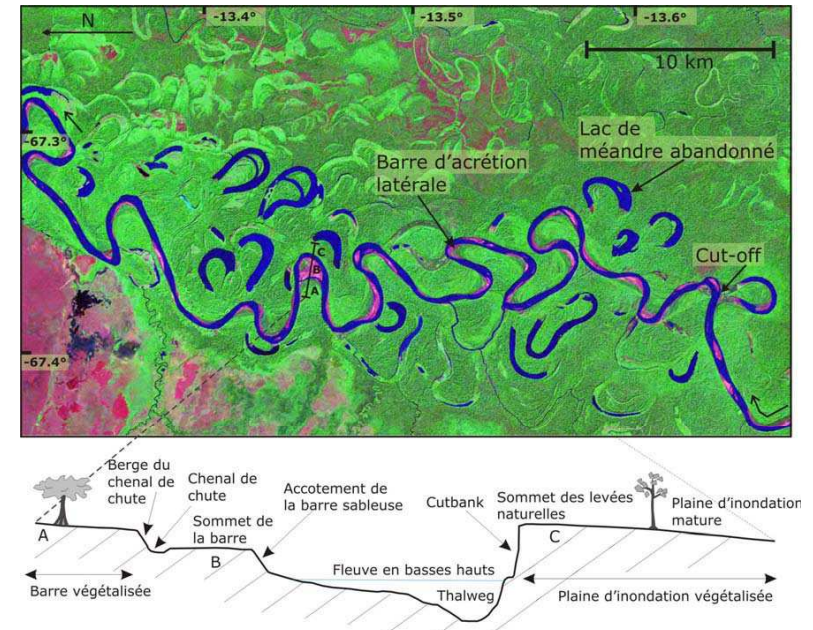 N
-13.4°
-13.5°
-13.6°
10 km
-67.3°
Lac de
méandre abandonné
Barre d'acrétion
latérale
Cut-off
C
B
A
-67.4°
Berge du
chenal de
chute
Chenal de
chute
Sommet de
la barre
Accotement de
la barre sableuse
Cutbank
Sommet des levées
naturelles
Plaine d'inondation
mature
A
B
C
Fleuve en basses hauts
Thalweg
Barre végétalisée
Plaine d'inondation végétalisée